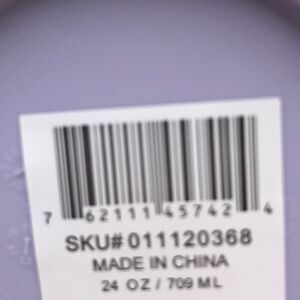 7 62111 45742 4
SKU# 011120368
MADE IN CHINA
24 OZ / 709 ML